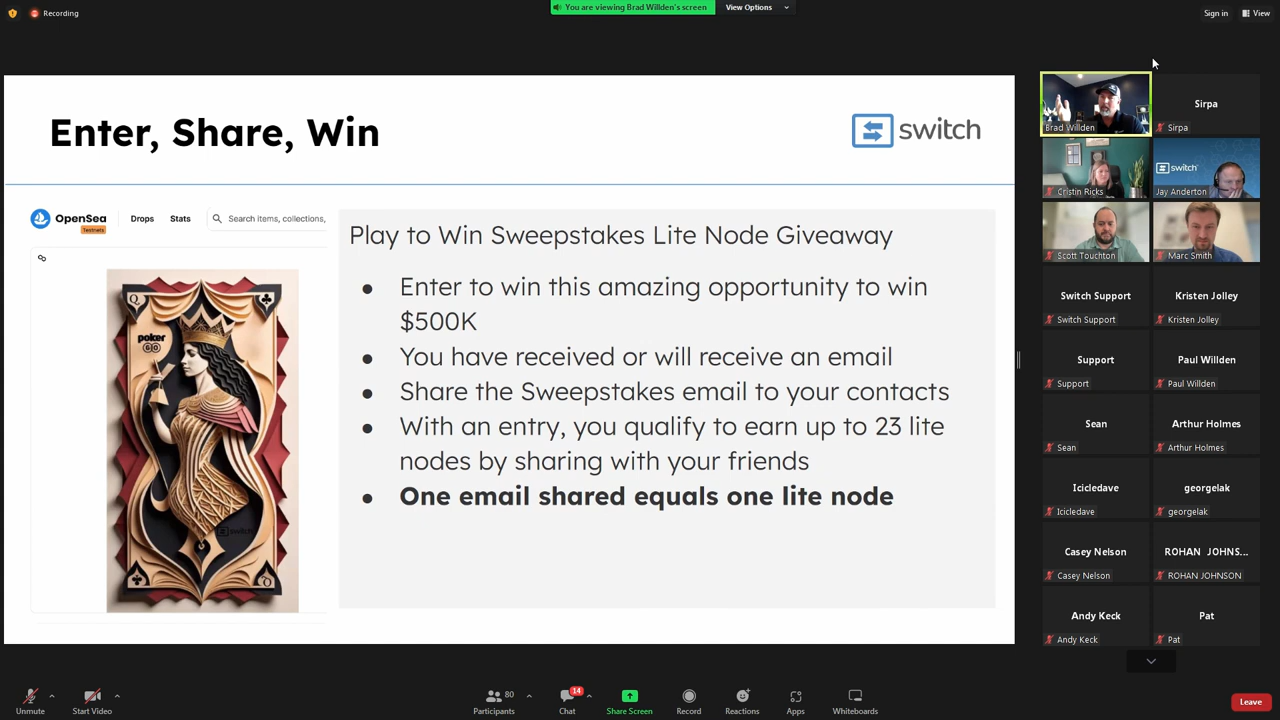 Recording
You are viewing Brad Willden's screen
View Options
Sign in
View
Enter, Share, Win
switch
OpenSea
Testnets
Drops
Stats
Search items, collections,
Q
poker
GO
Play to Win Sweepstakes Lite Node Giveaway
● Enter to win this amazing opportunity to win
$500K
● You have received or will receive an email
● Share the Sweepstakes email to your contacts
● With an entry, you qualify to earn up to 23 lite
nodes by sharing with your friends
● One email shared equals one lite node
Brad Willden
Sirpa
Sirpa
Cristin Ricks
switch
Jay Anderton
Scott Touchton
Marc Smith
Switch Support
Switch Support
Kristen Jolley
Kristen Jolley
Support
Support
Paul Willden
Paul Willden
Sean
Sean
Arthur Holmes
Arthur Holmes
Icicledave
Icicledave
georgelak
georgelak
Casey Nelson
Casey Nelson
ROHAN JOHNS...
ROHAN JOHNSON
Andy Keck
Andy Keck
Pat
Pat
Unmute
Start Video
80
Participants
14
Chat
Share Screen
Record
Reactions
Apps
Whiteboards
Leave